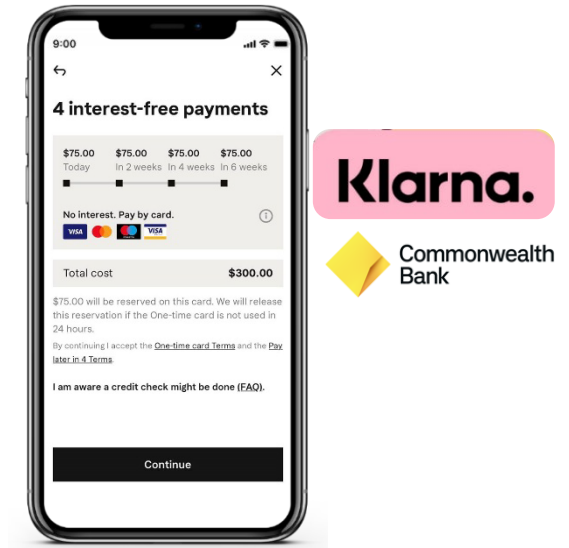 9:00
4 interest-free payments
$75.00 $75.00 $75.00 $75.00
Today In 2 weeks In 4 weeks In 6 weeks
No interest. Pay by card.
VISA VISA
Total cost $300.00
$75.00 will be reserved on this card. We will release
this reservation if the One-time card is not used in
24 hours.
By continuing I accept the One-time card Terms and the Pay
later in 4 Terms.
I am aware a credit check might be done (FAQ).
Continue
Klarna.
Commonwealth
Bank